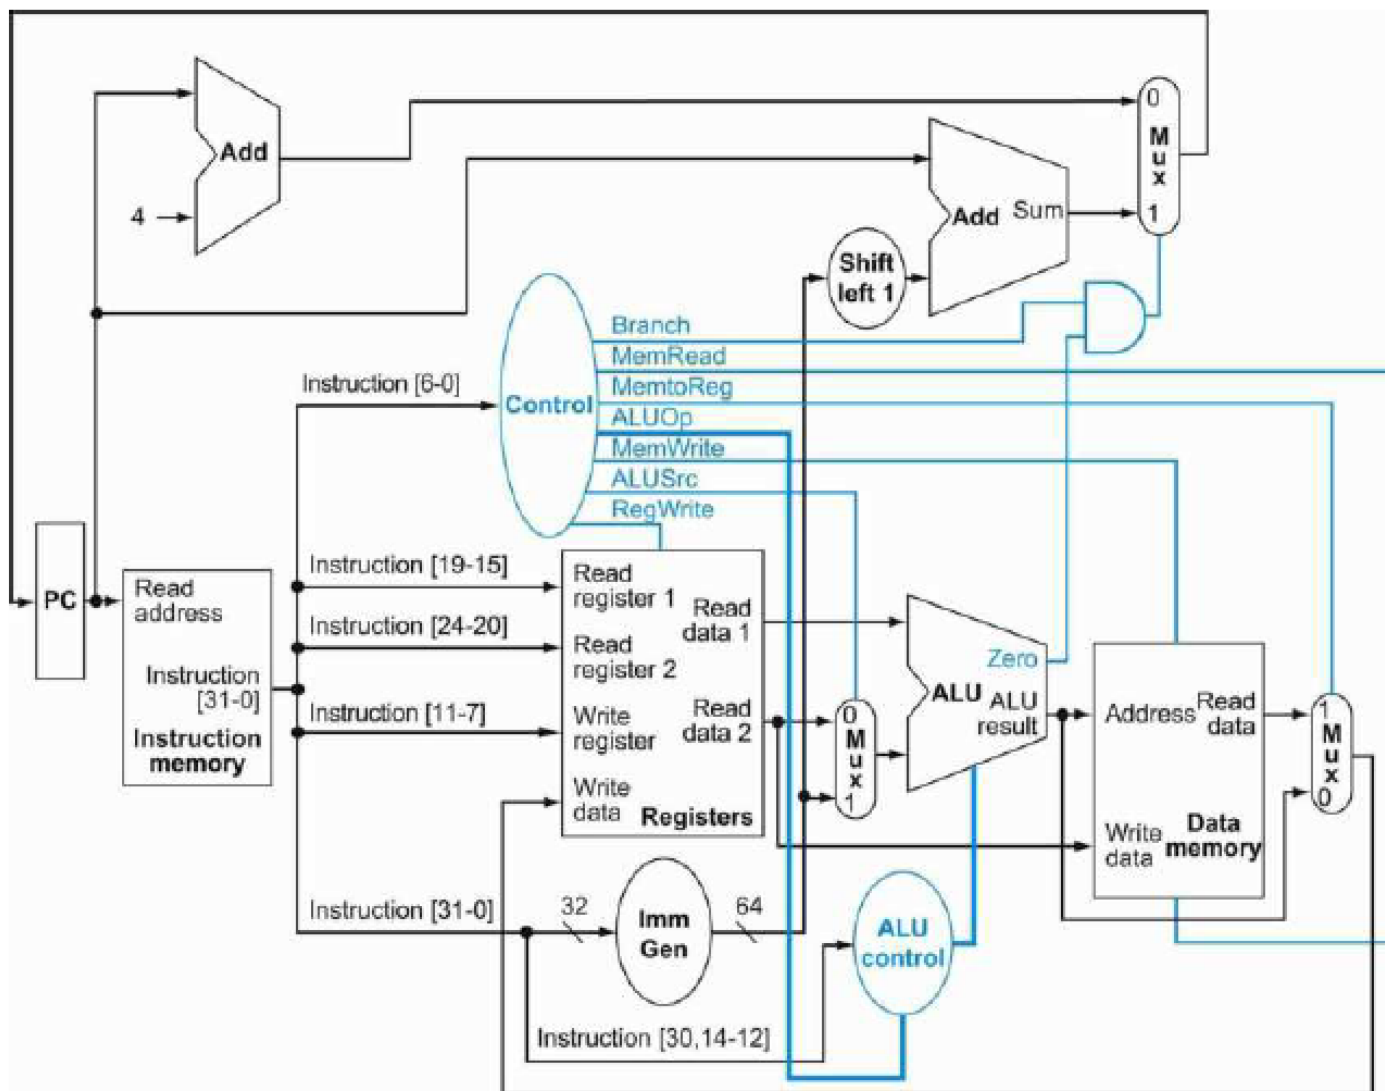 0
Mux
1
Add
4
Add Sum
Shift
left 1
Branch
MemRead
MemtoReg
ALUOp
MemWrite
ALUSrc
RegWrite
Instruction [6-0]
Control
PC
Read
address
Instruction
[31-0]
Instruction
memory
Instruction [19-15]
Instruction [24-20]
Instruction [11-7]
Read
register 1
Read
register 2
Write
register
Write
data
Read
data 1
Read
data 2
Registers
0
Mux
1
Zero
ALU
ALU
result
Address
Read
data
Write
data
Data
memory
1
Mux
0
Instruction [31-0]
32
Imm
Gen
64
ALU
control
Instruction [30,14-12]